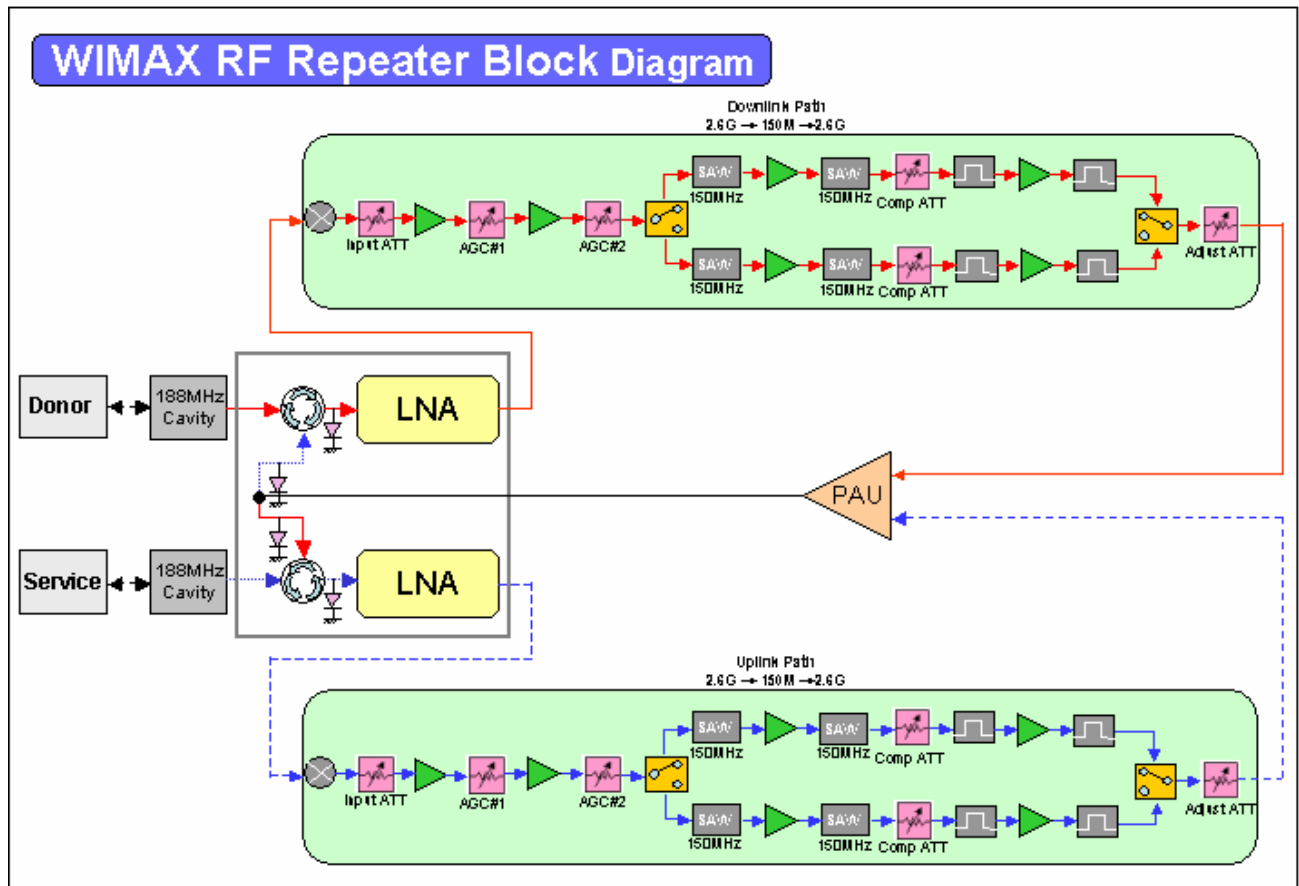 WIMAX RF Repeater Block Diagram
Downlink Path
2.6G → 150M → 2.6G
SAW
SAW
150MHz
150MHz
Comp ATT
Input ATT
AGC#1
AGC#2
Adjust ATT
SAW
SAW
150MHz
150MHz
Comp ATT
Donor
188MHz
Cavity
LNA
PAU
Service
188MHz
Cavity
LNA
Uplink Path
2.6G → 150M → 2.6G
SAW
SAW
150MHz
150MHz
Comp ATT
Input ATT
AGC#1
AGC#2
Adjust ATT
SAW
SAW
150MHz
150MHz
Comp ATT